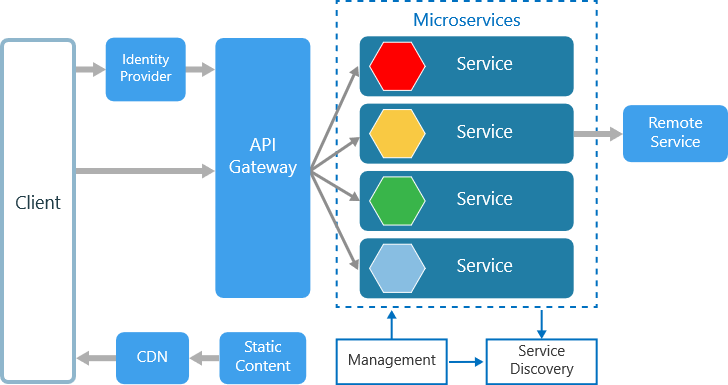 Microservices
Identity
Provider
Service
API
Gateway
Service
Remote
Service
Client
Service
Service
CDN
Static
Content
Management
Service
Discovery